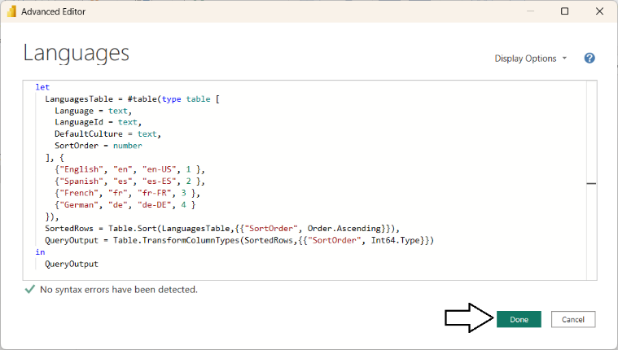 Advanced Editor
Languages
Display Options
?
let
LanguagesTable = #table(type table [
Language = text,
LanguageId = text,
DefaultCulture = text,
SortOrder = number
], {
{"English", "en", "en-US", 1 },
{"Spanish", "es", "es-ES", 2 },
{"French", "fr", "fr-FR", 3 },
{"German", "de", "de-DE", 4 }
}),
SortedRows = Table.Sort(LanguagesTable,{{"SortOrder", Order.Ascending}}),
QueryOutput = Table.TransformColumnTypes(SortedRows,{{"SortOrder", Int64.Type}})
in
QueryOutput
No syntax errors have been detected.
Done
Cancel